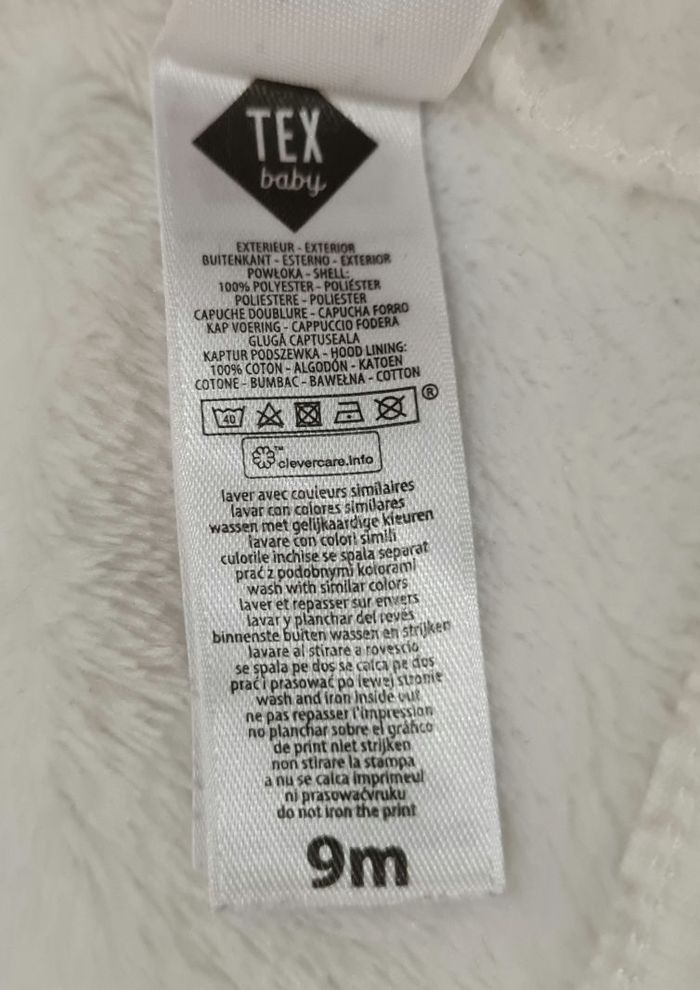 TEX
baby
EXTERIEUR - EXTERIOR
BUITENKANT - ESTERNO - EXTERIOR
POWŁOKA - SHELL:
100% POLYESTER - POLIÉSTER
POLIESTERE - POLIESTER
CAPUCHE DOUBLURE - CAPUCHA FORRO
KAP VOERING - CAPPUCCIO FODERA
GLUGĂ CAPTUSEALA
KAPTUR PODSZEWKA - HOOD LINING:
100% COTON - ALGODÓN - KATOEN
COTONE - BUMBAC - BAWEŁNA - COTTON
40 ®
™ clevercare.info
laver avec couleurs similaires
lavar con colores similares
wassen met gelijkaardige kleuren
lavare con colori simili
culorile inchise se spala separat
prać z podobnymi kolorami
wash with similar colors
laver et repasser sur envers
lavar y planchar del revés
binnenste buiten wassen en strijken
lavare al stirare a rovescio
se spala pe dos se calca pe dos
prać i prasować po lewej stronie
wash and iron inside out
ne pas repasser l'impression
no planchar sobre el gráfico
de print niet strijken
non stirare la stampa
a nu se calca imprimeul
ni prasowaćvruku
do not iron the print
9m